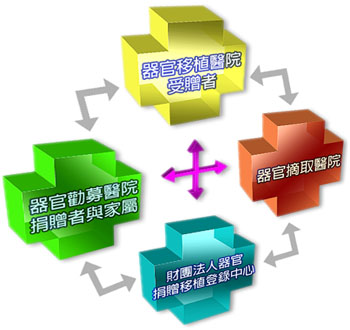 器官移植醫院
受贈者
器官勸募醫院
捐贈者與家屬
器官摘取醫院
財團法人器官
捐贈移植登錄中心